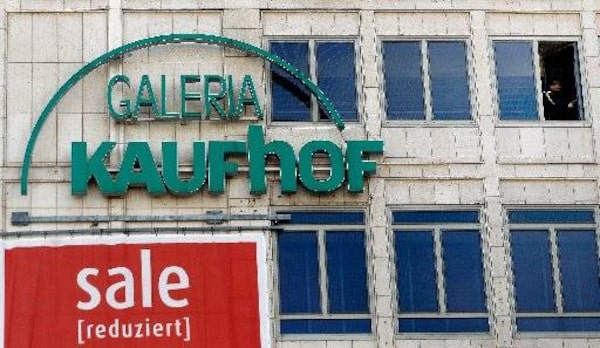 GALERIA
KAUFhOF
sale
[reduziert]